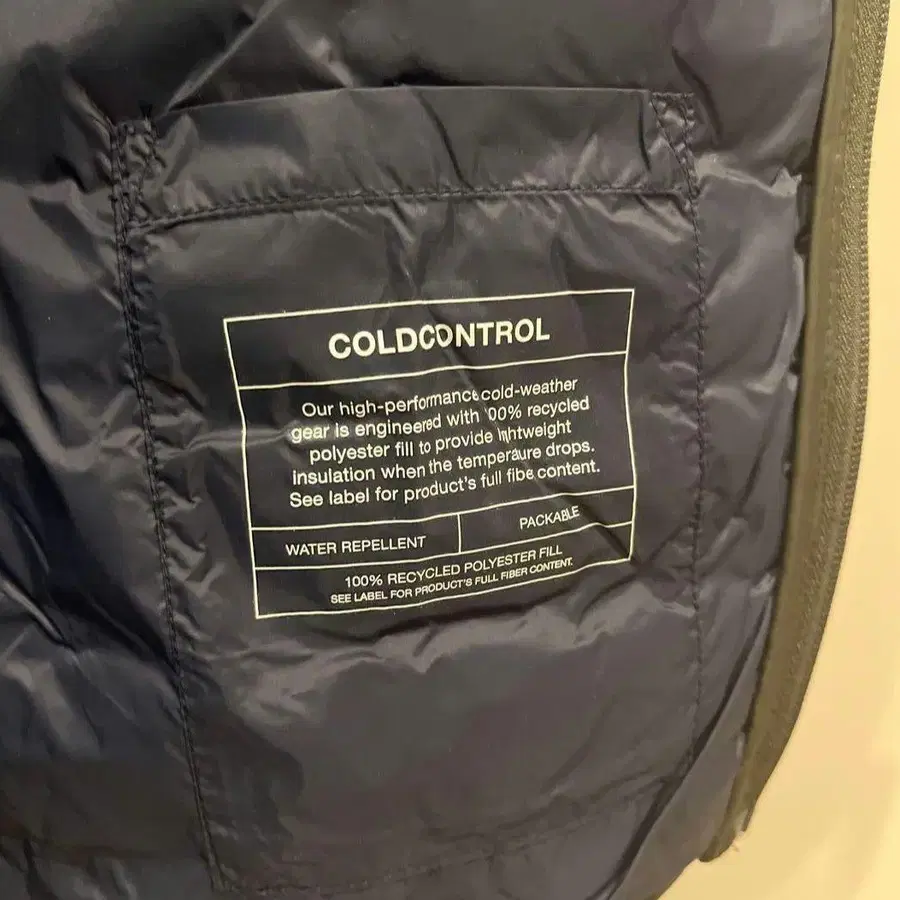 COLDCONTROL
Our high-performance cold-weather
gear is engineered with 100% recycled
polyester fill to provide lightweight
insulation when the temperature drops.
See label for product's full fiber content.
WATER REPELLENT
PACKABLE
100% RECYCLED POLYESTER FILL
SEE LABEL FOR PRODUCT'S FULL FIBER CONTENT.